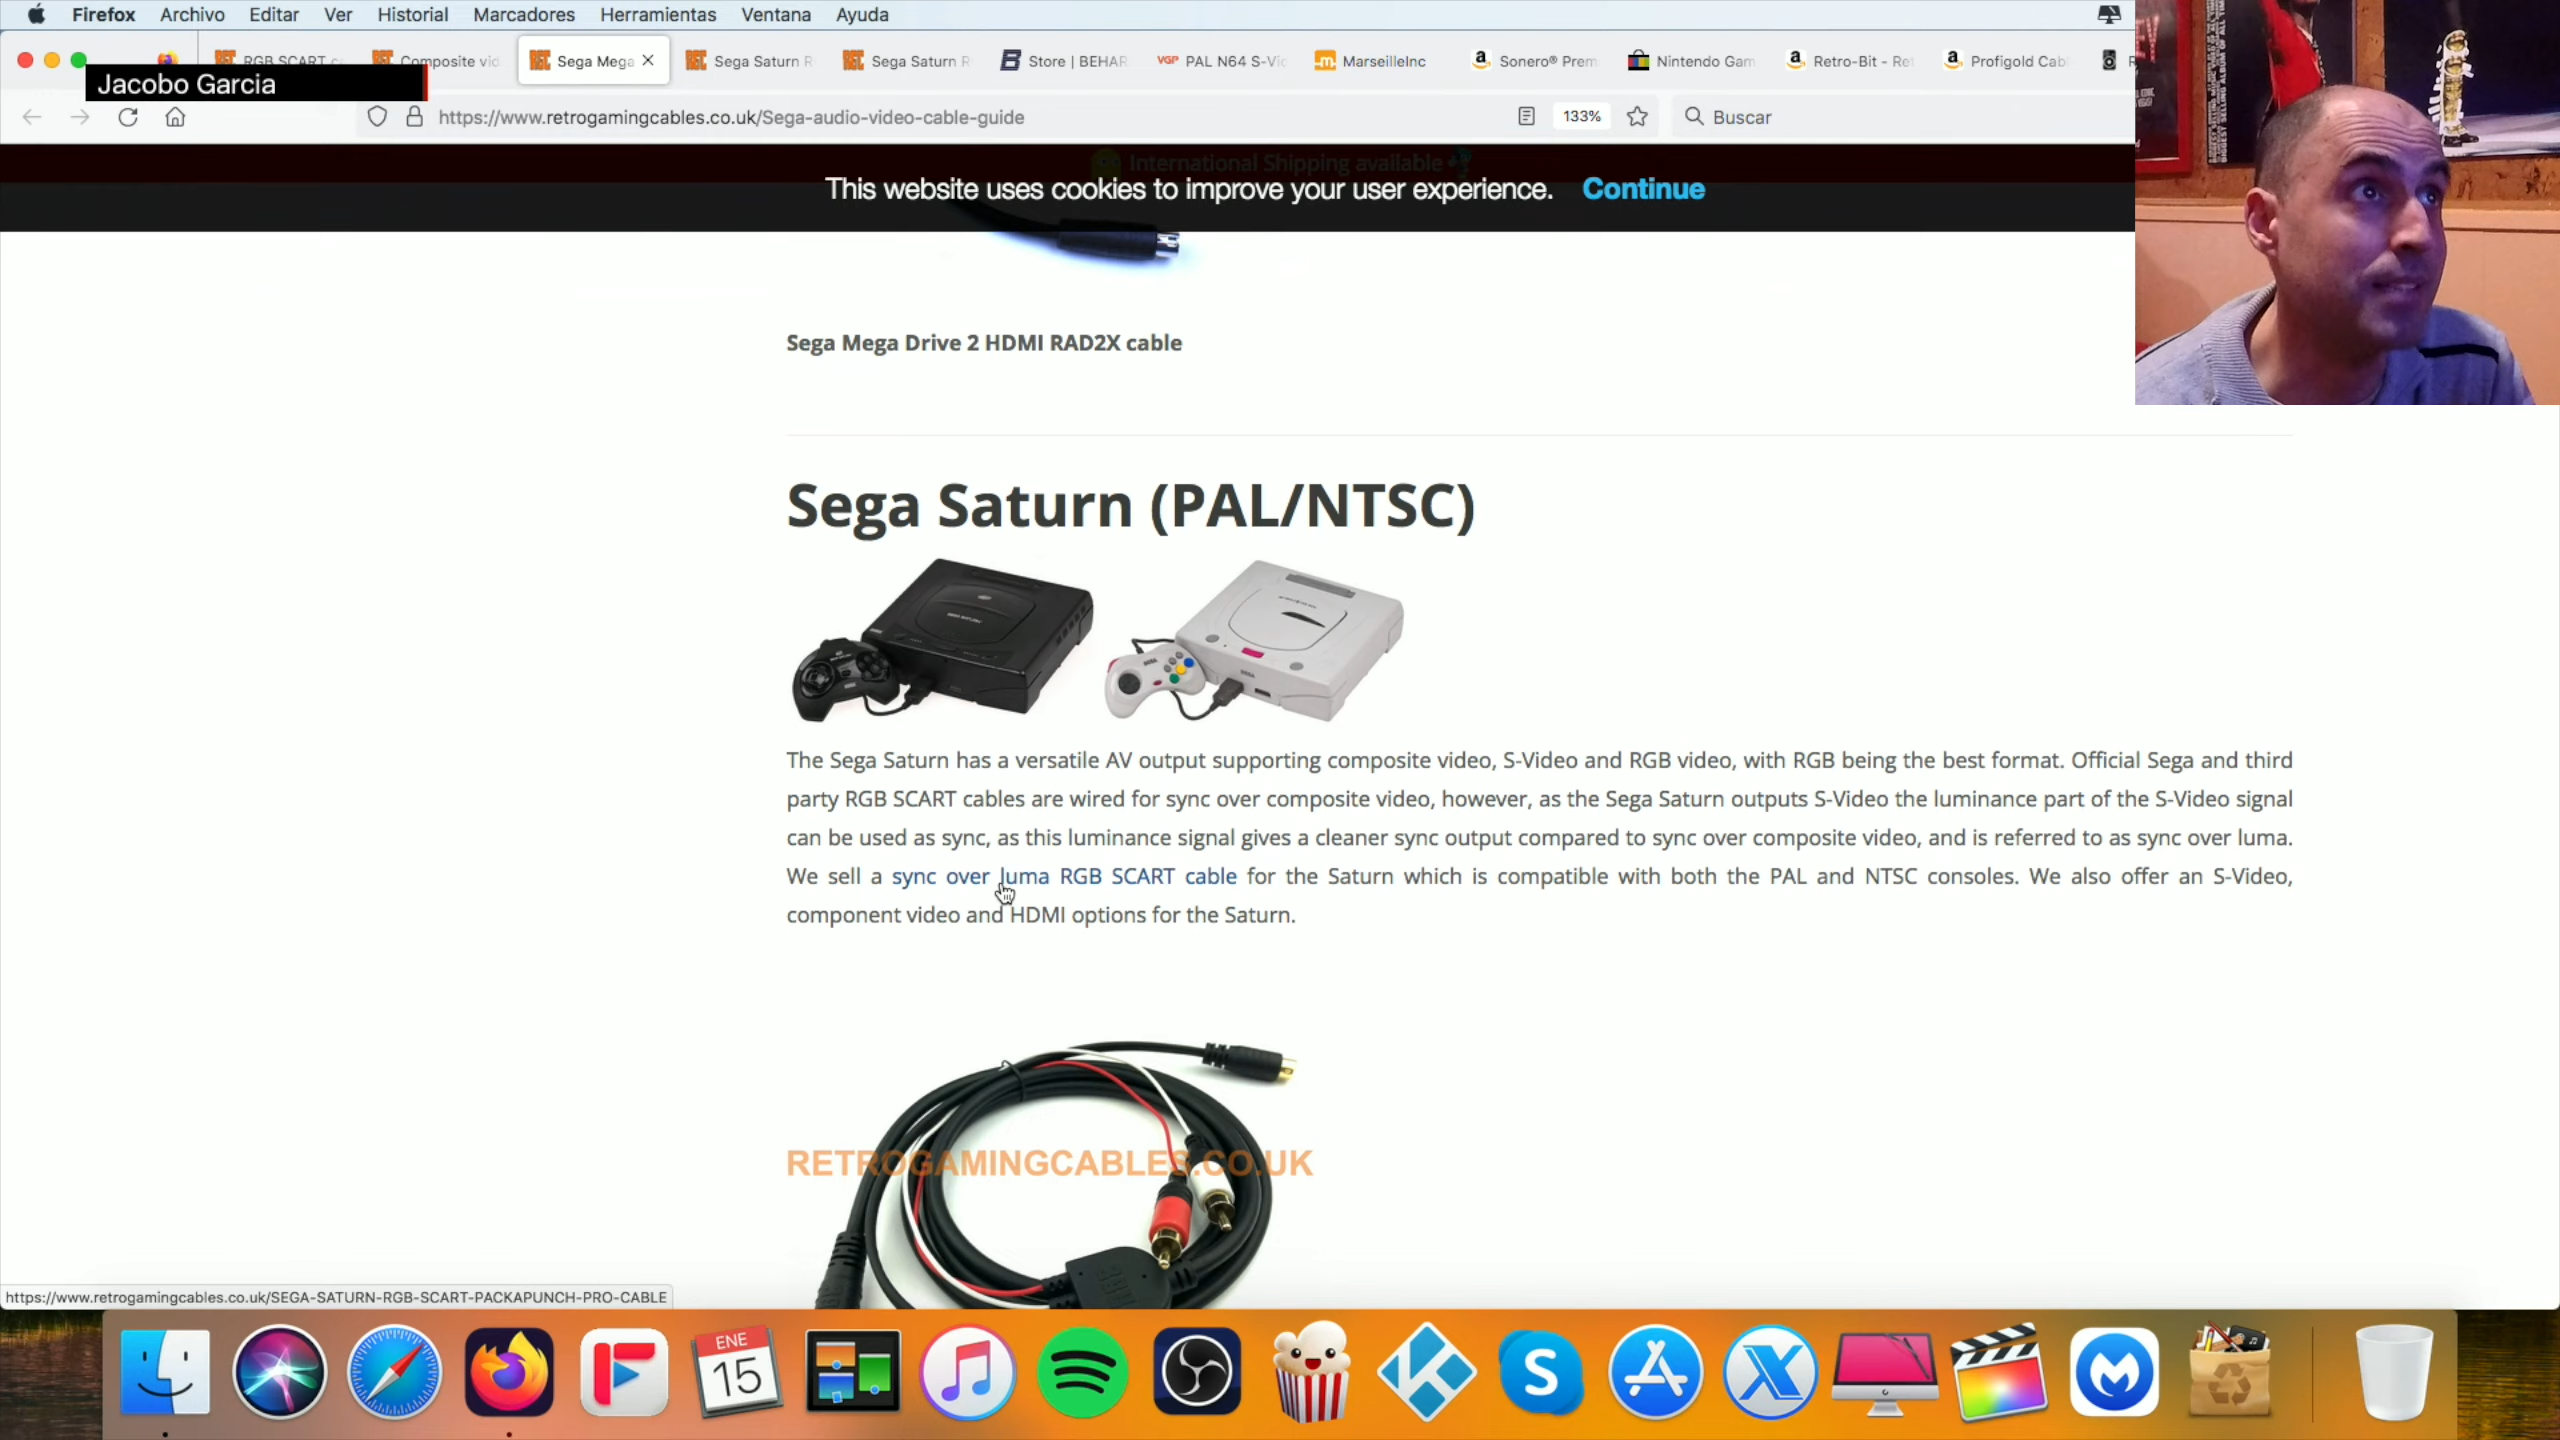 Firefox Archivo Editar Ver Historial Marcadores Herramientas Ventana Ayuda
RGB SCART c Composite vid Sega Mega Sega Saturn R Sega Saturn R Store | BEHAR VGP PAL N64 S-Vi MarseilleInc Sonero® Prem Nintendo Gam Retro-Bit - Ret Profigold Cab
Jacobo Garcia
https://www.retrogamingcables.co.uk/Sega-audio-video-cable-guide 133% Buscar
International Shipping available
This website uses cookies to improve your user experience. Continue
Sega Mega Drive 2 HDMI RAD2X cable
Sega Saturn (PAL/NTSC)
The Sega Saturn has a versatile AV output supporting composite video, S-Video and RGB video, with RGB being the best format. Official Sega and third
party RGB SCART cables are wired for sync over composite video, however, as the Sega Saturn outputs S-Video the luminance part of the S-Video signal
can be used as sync, as this luminance signal gives a cleaner sync output compared to sync over composite video, and is referred to as sync over luma.
We sell a sync over luma RGB SCART cable for the Saturn which is compatible with both the PAL and NTSC consoles. We also offer an S-Video,
component video and HDMI options for the Saturn.
RETROGAMINGCABLES.CO.UK
https://www.retrogamingcables.co.uk/SEGA-SATURN-RGB-SCART-PACKAPUNCH-PRO-CABLE
ENE
15